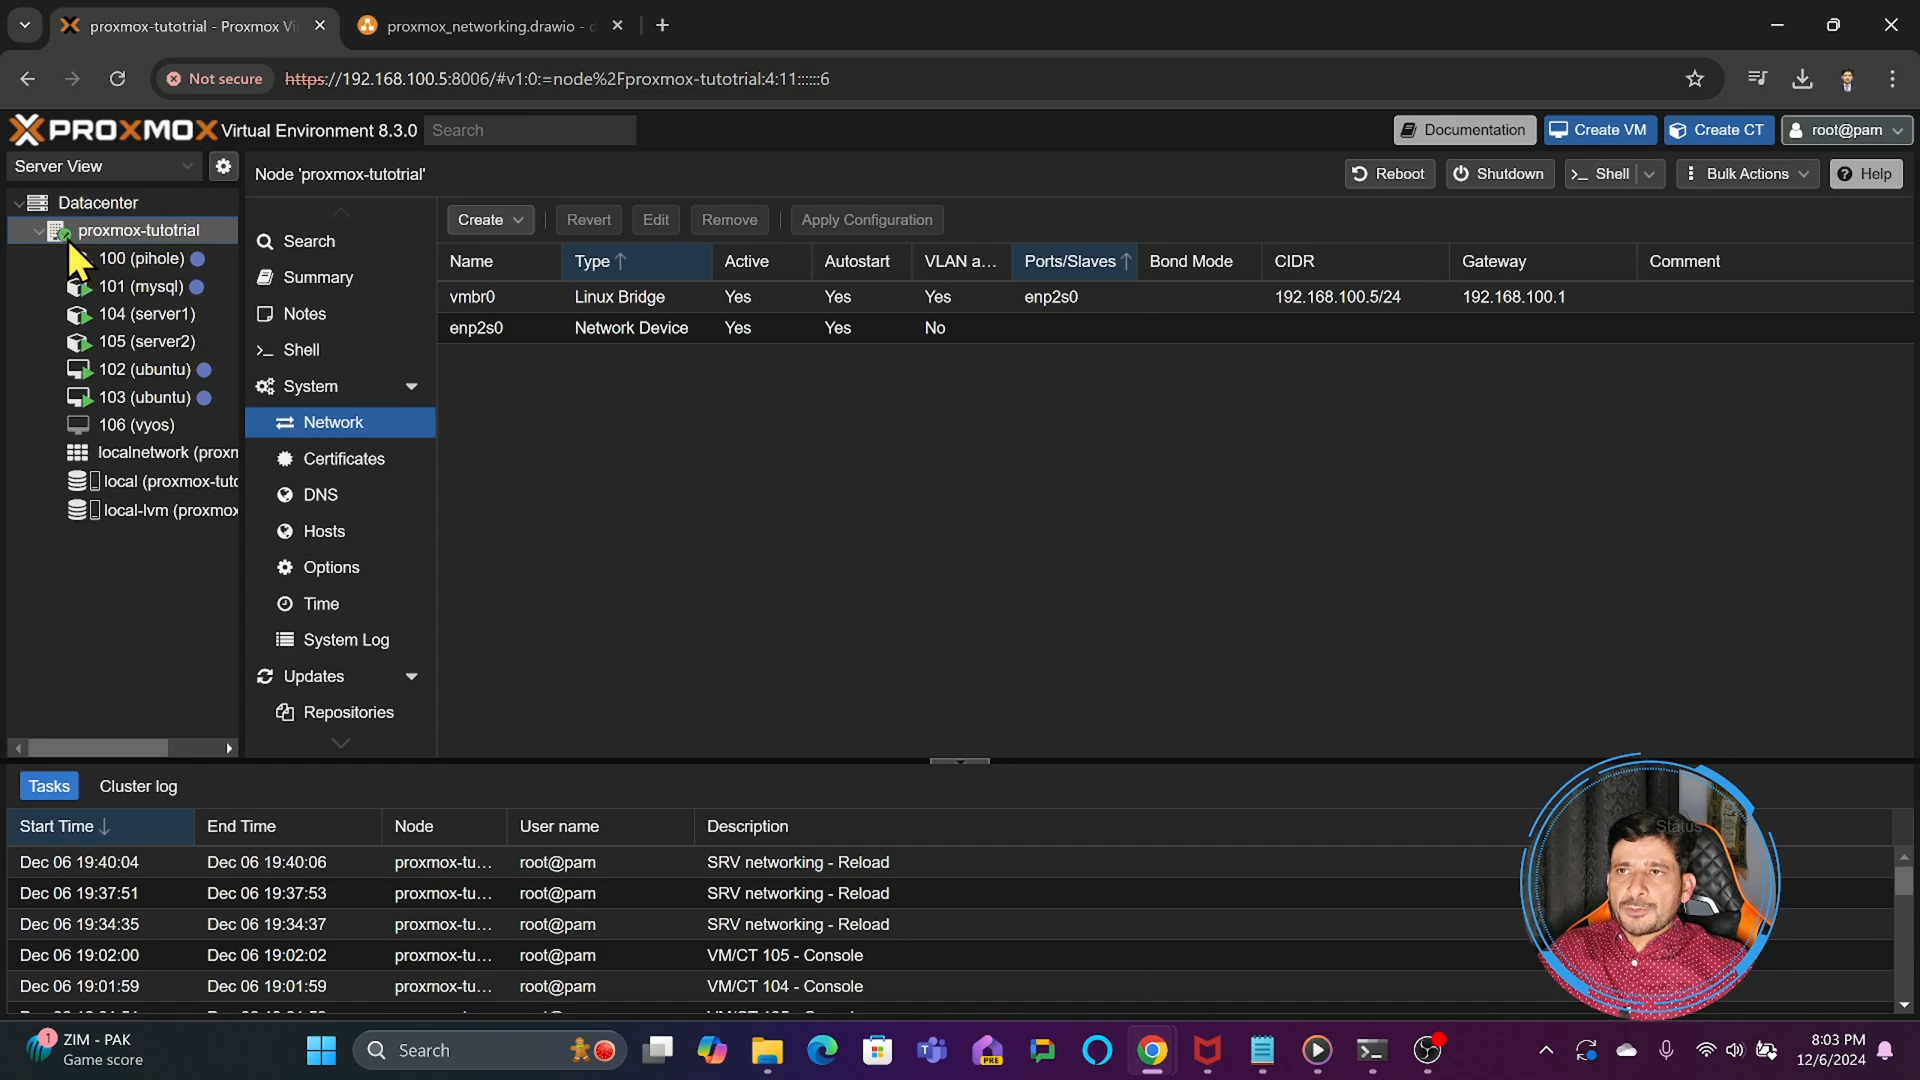 proxmox-tutotrial - Proxmox Vi
proxmox_networking.drawio - d
Not secure
https://192.168.100.5:8006/#v1:0:=node%2Fproxmox-tutotrial:4:11::::::6
PROXMOX Virtual Environment 8.3.0
Search
Documentation
Create VM
Create CT
root@pam
Server View
Node 'proxmox-tutotrial'
Reboot
Shutdown
Shell
Bulk Actions
Help
Datacenter
proxmox-tutotrial
100 (pihole)
101 (mysql)
104 (server1)
105 (server2)
102 (ubuntu)
103 (ubuntu)
106 (vyos)
localnetwork (proxn
local (proxmox-tuto
local-lvm (proxmox
Search
Summary
Notes
Shell
System
Network
Certificates
DNS
Hosts
Options
Time
System Log
Updates
Repositories
Create
Revert
Edit
Remove
Apply Configuration
Name Type Active Autostart VLAN a... Ports/Slaves Bond Mode CIDR Gateway Comment
vmbr0 Linux Bridge Yes Yes Yes enp2s0 192.168.100.5/24 192.168.100.1
enp2s0 Network Device Yes Yes No
Tasks
Cluster log
Start Time End Time Node User name Description Status
Dec 06 19:40:04 Dec 06 19:40:06 proxmox-tu... root@pam SRV networking - Reload
Dec 06 19:37:51 Dec 06 19:37:53 proxmox-tu... root@pam SRV networking - Reload
Dec 06 19:34:35 Dec 06 19:34:37 proxmox-tu... root@pam SRV networking - Reload
Dec 06 19:02:00 Dec 06 19:02:02 proxmox-tu... root@pam VM/CT 105 - Console
Dec 06 19:01:59 Dec 06 19:01:59 proxmox-tu... root@pam VM/CT 104 - Console
1
ZIM - PAK
Game score
Search
PRE
8:03 PM
12/6/2024